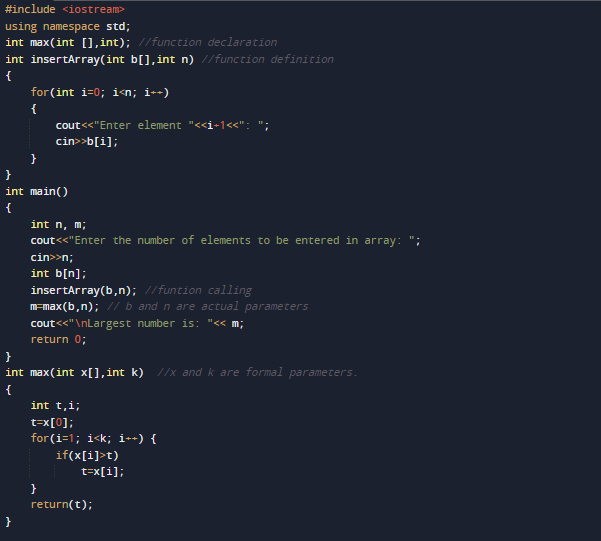 #include <iostream>
using namespace std;
int max(int [],int); //function declaration
int insertArray(int b[],int n) //function definition
{
    for(int i=0; i<n; i++)
    {
        cout<<"Enter element "<<i+1<<": ";
        cin>>b[i];
    }
}
int main()
{
    int n, m;
    cout<<"Enter the number of elements to be entered in array: ";
    cin>>n;
    int b[n];
    insertArray(b,n); //funtion calling
    m=max(b,n); // b and n are actual parameters
    cout<<"\nLargest number is: "<< m;
    return 0;
}
int max(int x[],int k)  //x and k are formal parameters.
{
    int t,i;
    t=x[0];
    for(i=1; i<k; i++) {
        if(x[i]>t)
            t=x[i];
    }
    return(t);
}